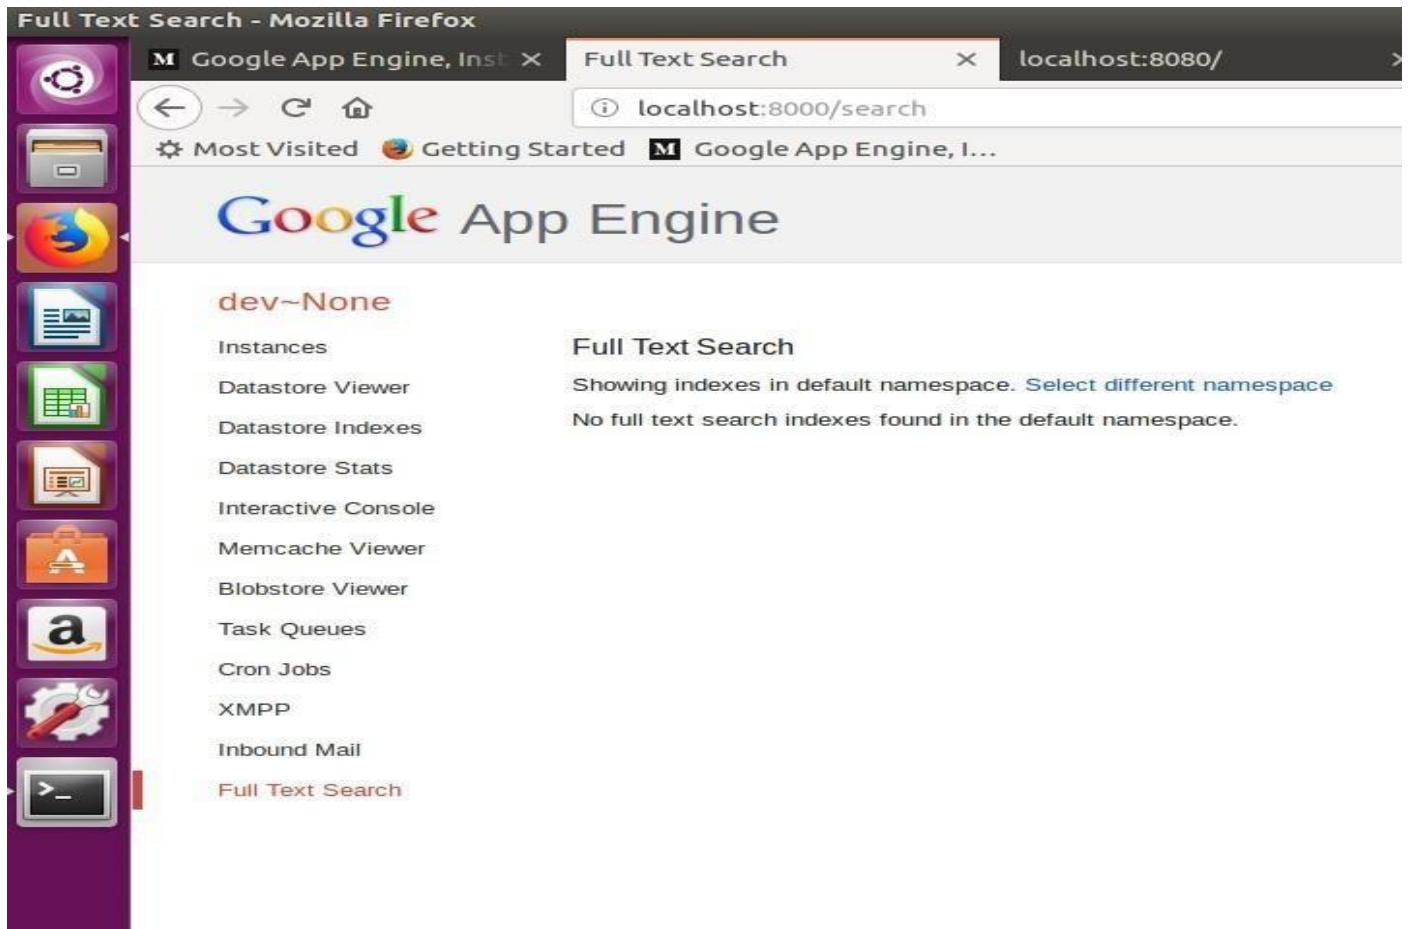 Full Text Search - Mozilla Firefox
M Google App Engine, Inst × Full Text Search × localhost:8080/ ×
localhost:8000/search
Most Visited Getting Started M Google App Engine, I...
Google App Engine
dev~None
Instances
Datastore Viewer
Datastore Indexes
Datastore Stats
Interactive Console
Memcache Viewer
Blobstore Viewer
Task Queues
Cron Jobs
XMPP
Inbound Mail
Full Text Search
Full Text Search
Showing indexes in default namespace. Select different namespace
No full text search indexes found in the default namespace.
A
a
>_